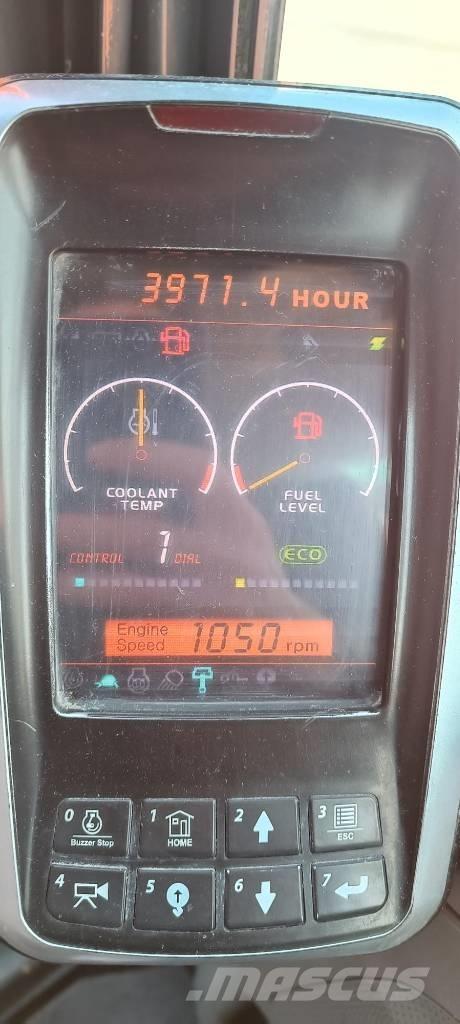 3971.4 HOUR
COOLANT
TEMP
FUEL
LEVEL
CONTROL 1 DIAL
ECO
Engine
Speed
1050 rpm
0
Buzzer Stop
1
HOME
2
3
ESC
4
5
6
7
MASCUS